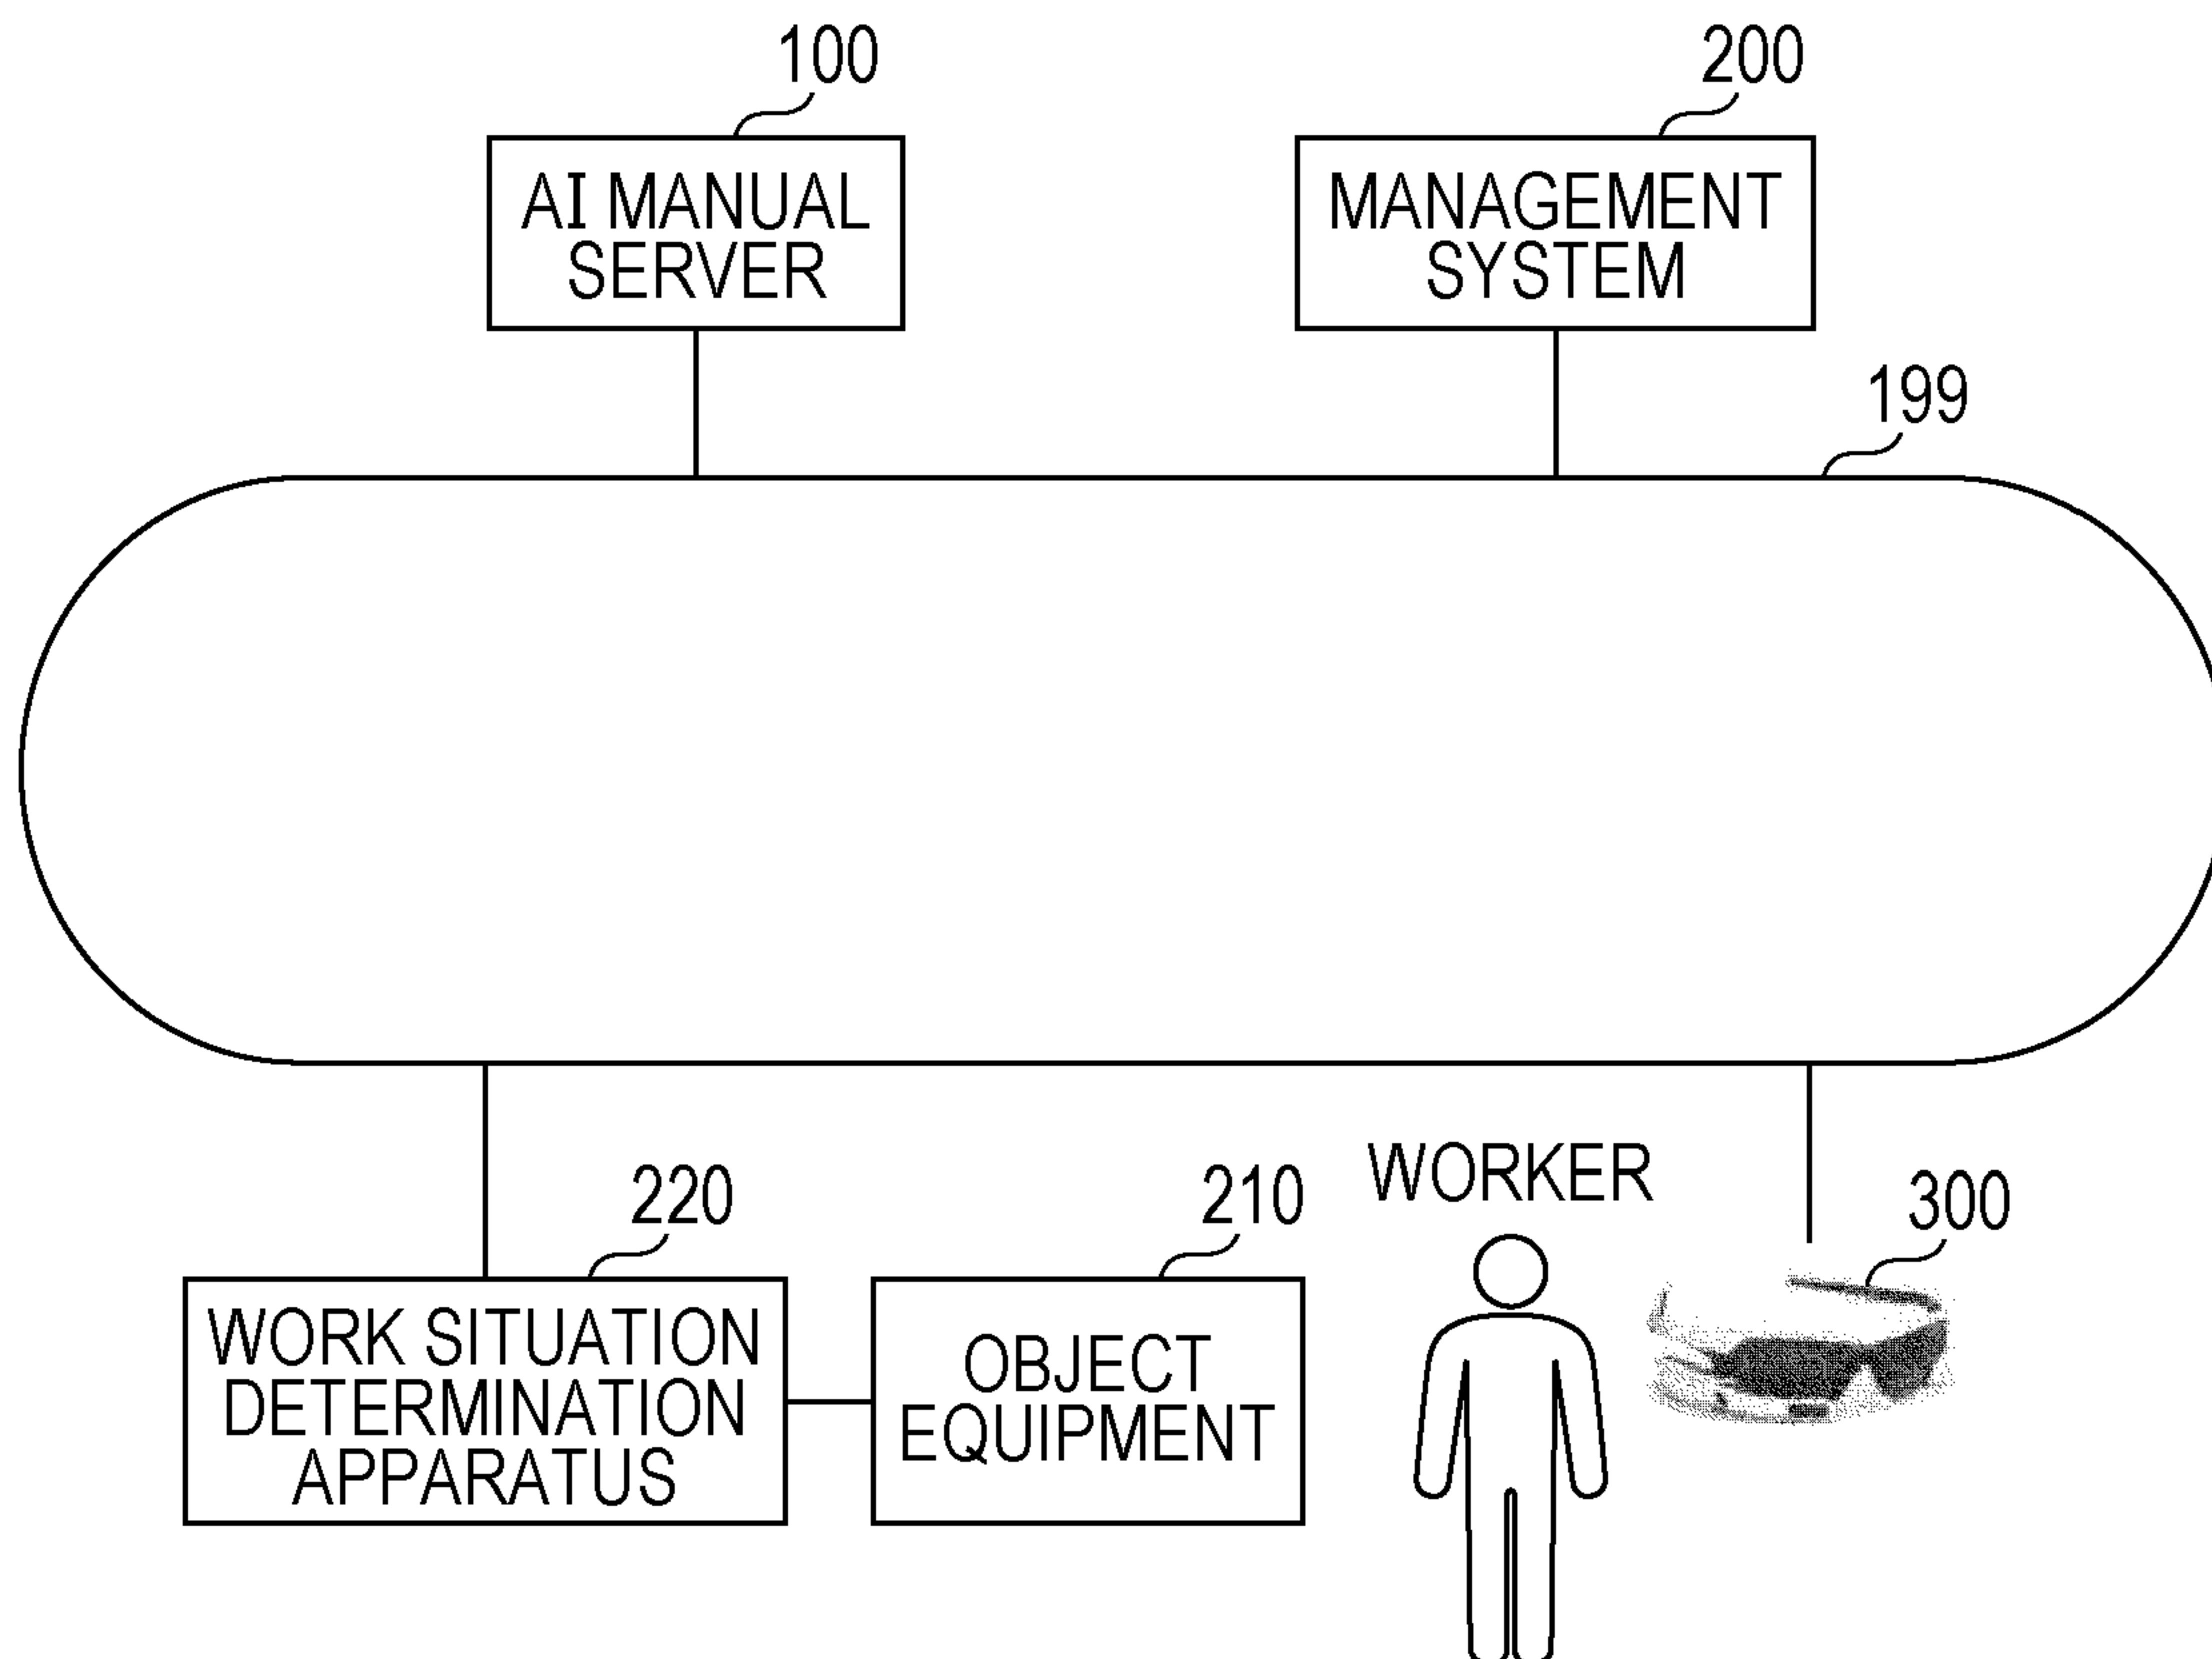 100
200
AI MANUAL
SERVER
MANAGEMENT
SYSTEM
199
WORKER
220
210
300
WORK SITUATION
DETERMINATION
APPARATUS
OBJECT
EQUIPMENT